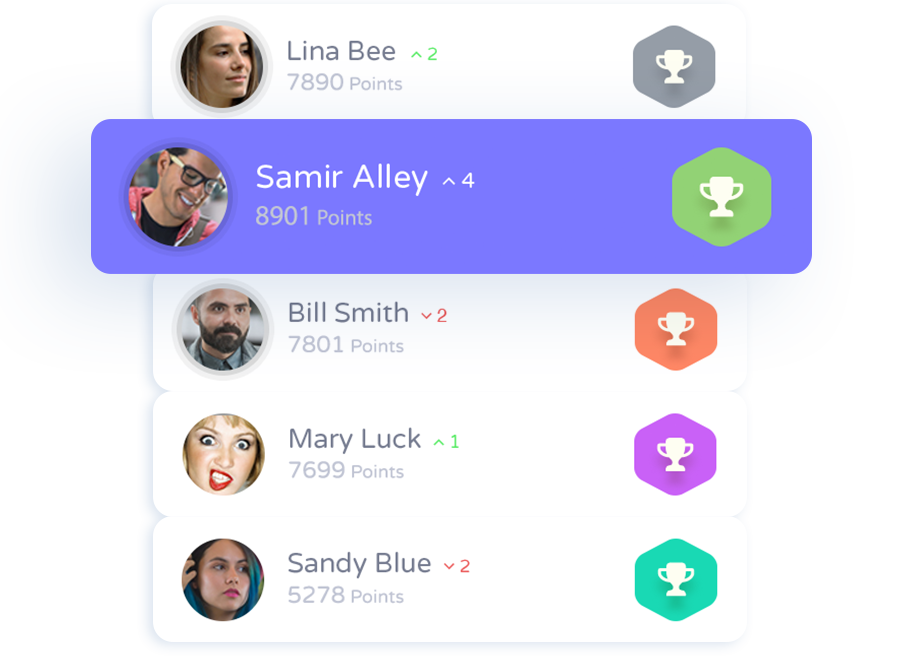 Lina Bee 2
7890 Points
Samir Alley 4
8901 Points
Bill Smith 2
7801 Points
Mary Luck 1
7699 Points
Sandy Blue 2
5278 Points